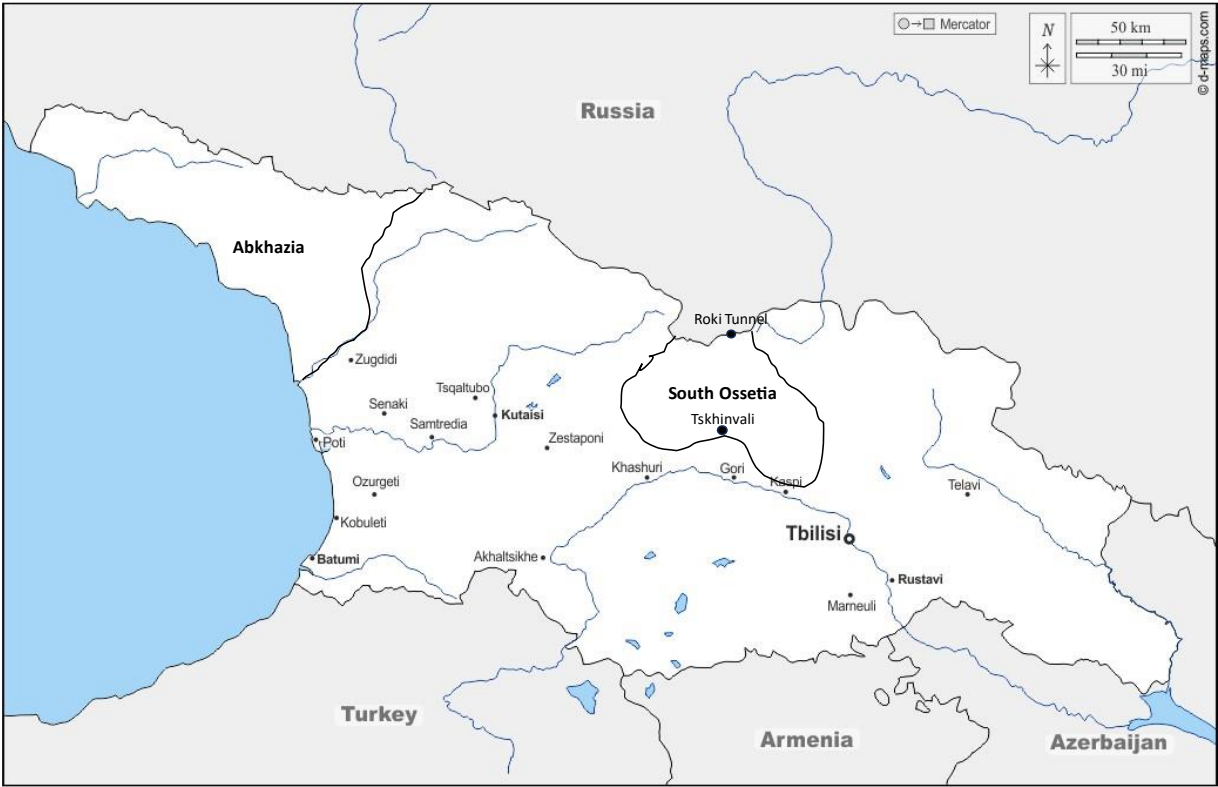 Mercator
N
50 km
30 mi
© d-maps.com
Russia
Abkhazia
Roki Tunnel
Zugdidi
South Ossetia
Tsqaltubo
Senaki
Kutaisi
Samtredia
Tskhinvali
Poti
Zestaponi
Khashuri
Gori
Kaspi
Ozurgeti
Telavi
Kobuleti
Tbilisi
Batumi
Akhaltsikhe
Rustavi
Marneuli
Turkey
Armenia
Azerbaijan